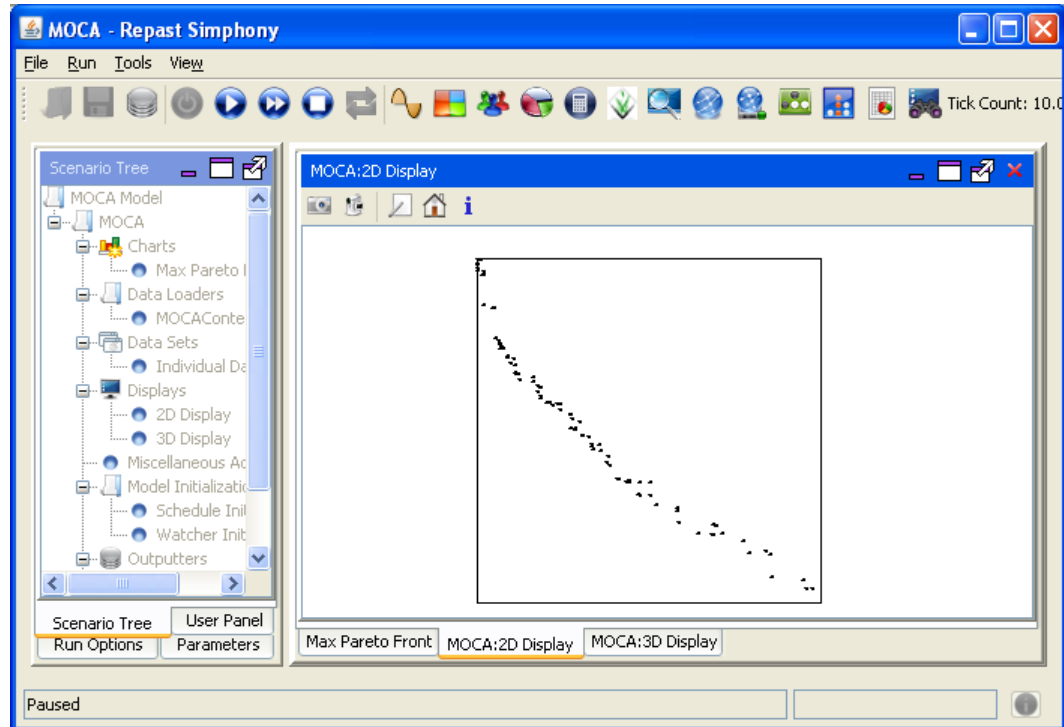 MOCA - Repast Simphony
File Run Tools View
Tick Count: 10.0
Scenario Tree
MOCA Model
MOCA
Charts
Max Pareto
Data Loaders
MOCAConte
Data Sets
Individual Da
Displays
2D Display
3D Display
Miscellaneous Ac
Model Initializatic
Schedule Init
Watcher Init
Outputters
Scenario Tree User Panel
Run Options Parameters
MOCA:2D Display
i
Max Pareto Front MOCA:2D Display MOCA:3D Display
Paused